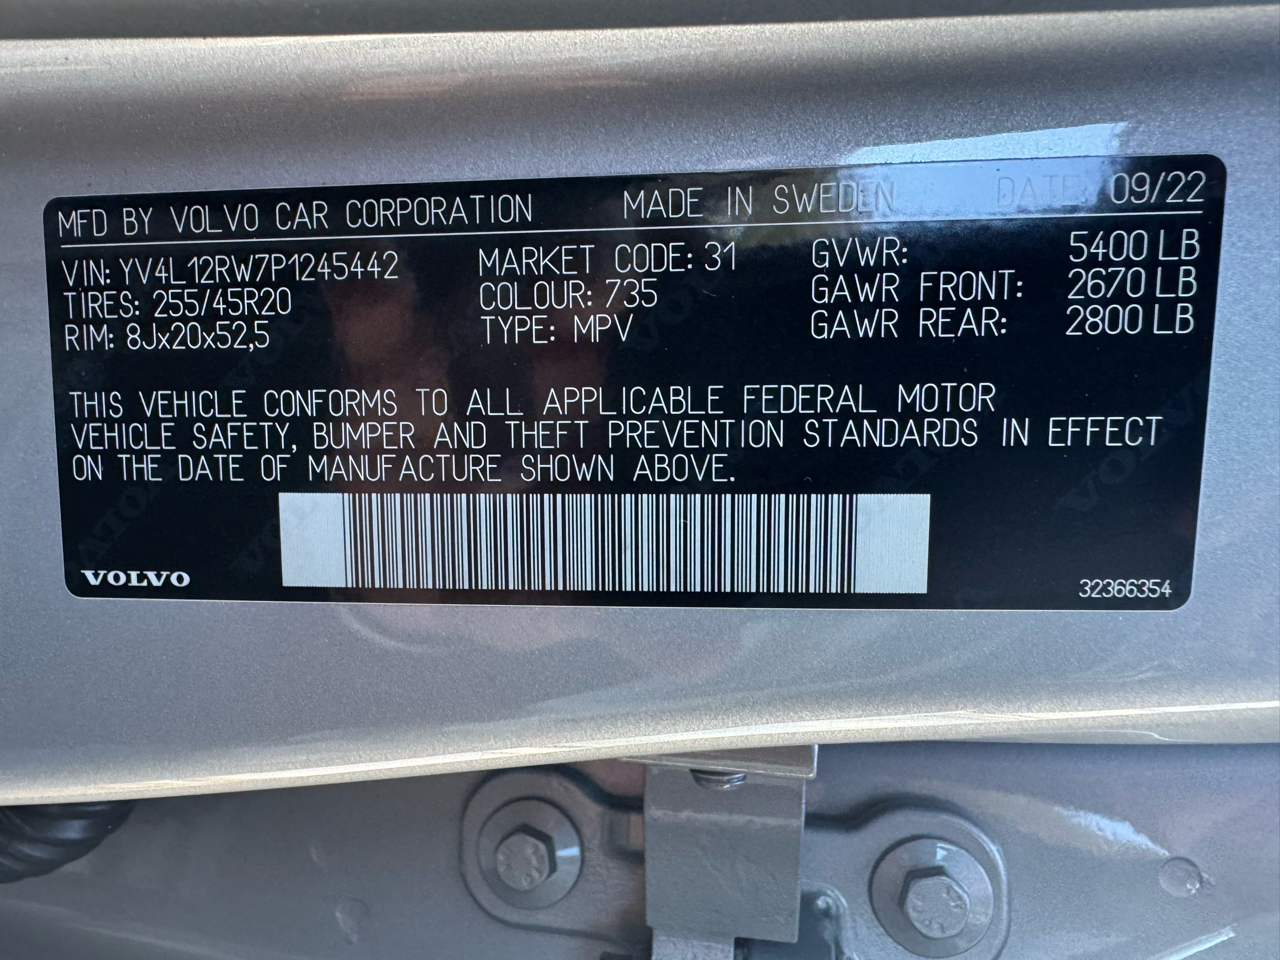 MFD BY VOLVO CAR CORPORATION MADE IN SWEDEN DATE: 09/22
VIN: YV4L12RW7P1245442 MARKET CODE: 31 GVWR: 5400 LB
TIRES: 255/45R20 COLOUR: 735 GAWR FRONT: 2670 LB
RIM: 8Jx20x52,5 TYPE: MPV GAWR REAR: 2800 LB
THIS VEHICLE CONFORMS TO ALL APPLICABLE FEDERAL MOTOR
VEHICLE SAFETY, BUMPER AND THEFT PREVENTION STANDARDS IN EFFECT
ON THE DATE OF MANUFACTURE SHOWN ABOVE.
VOLVO 32366354